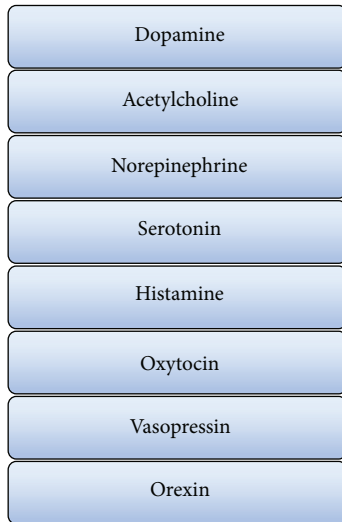 Dopamine
Acetylcholine
Norepinephrine
Serotonin
Histamine
Oxytocin
Vasopressin
Orexin